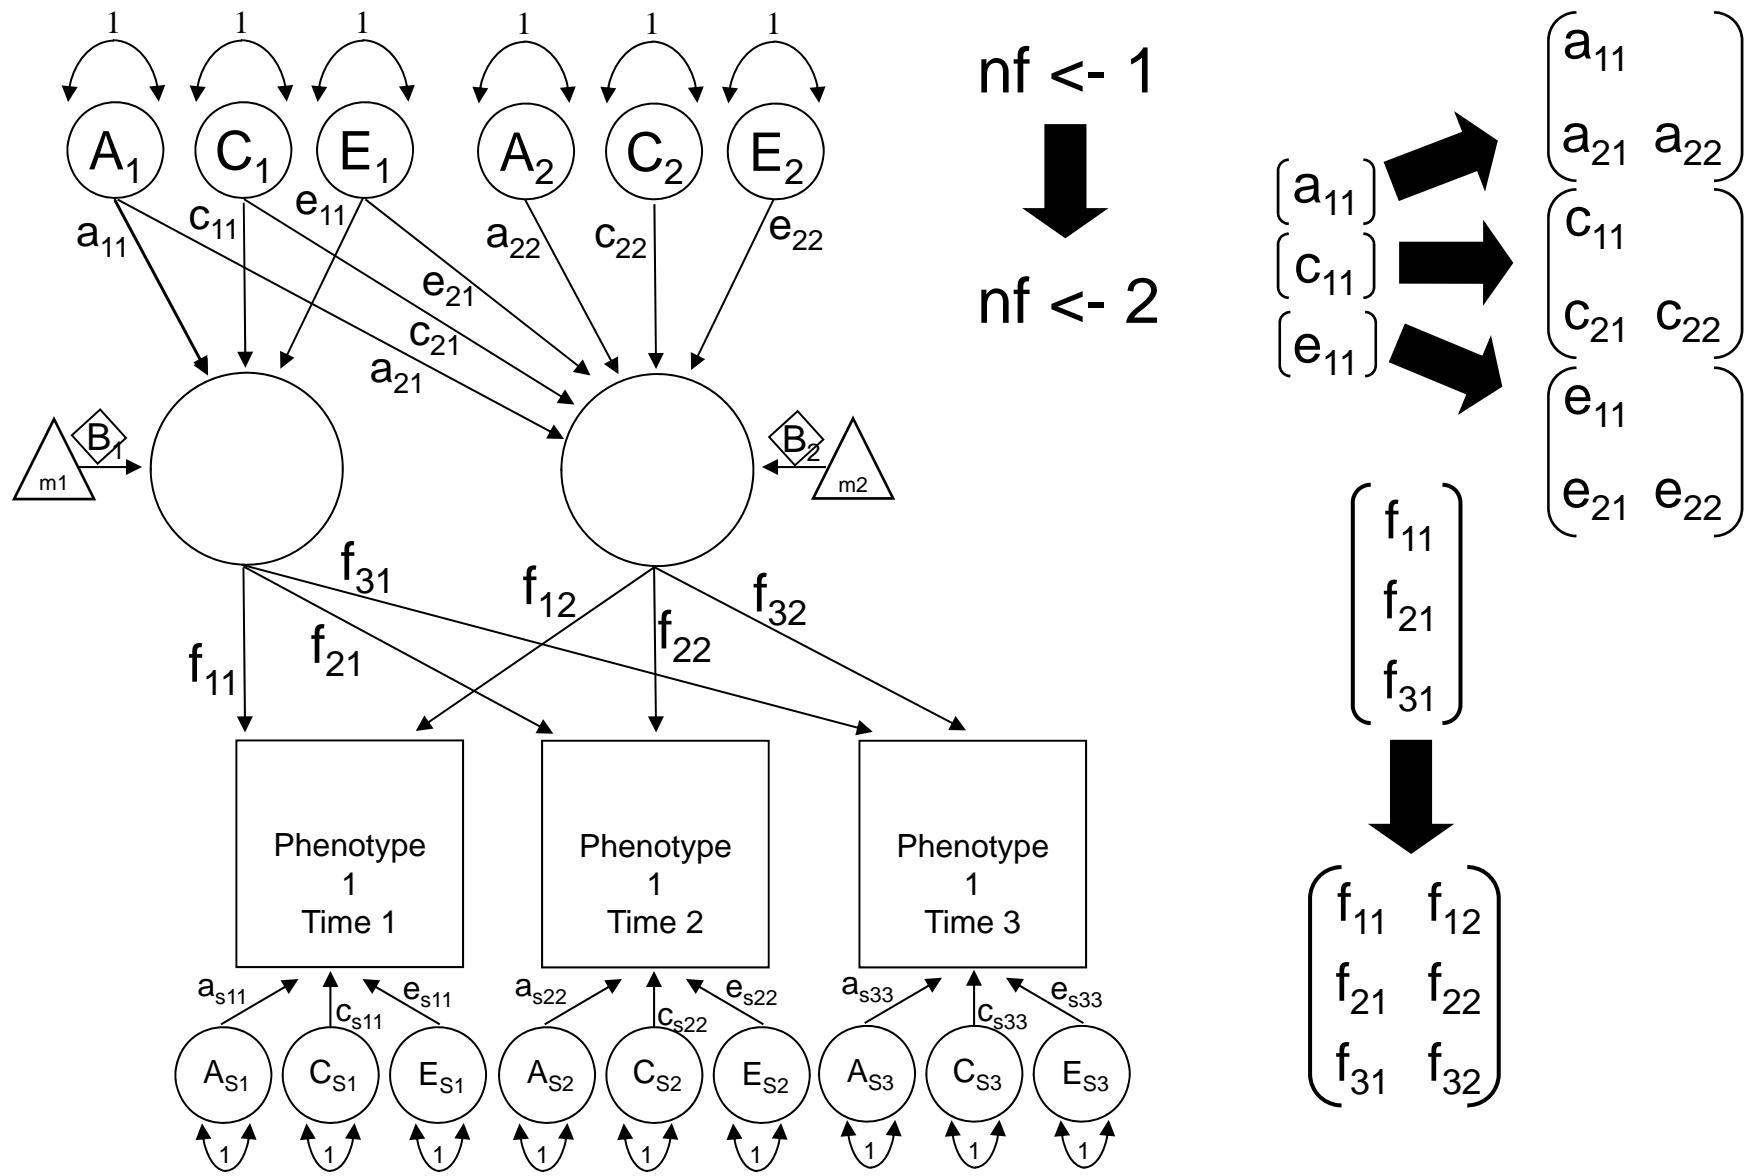 1 1 1 1 1 1
A1 C1 E1 A2 C2 E2
a11 c11 e11 a22 c22 e22
e21
c21
a21
B1 B2
m1 m2
f31 f12 f32
f11 f21 f22
Phenotype
1
Time 1
Phenotype
1
Time 2
Phenotype
1
Time 3
as11 cs11 es11 as22 cs22 es22 as33 cs33 es33
AS1 CS1 ES1 AS2 CS2 ES2 AS3 CS3 ES3
1 1 1 1 1 1 1 1 1
nf <- 1
nf <- 2
a11
c11
e11
a11
a21 a22
c11
c21 c22
e11
e21 e22
f11
f21
f31
f11 f12
f21 f22
f31 f32